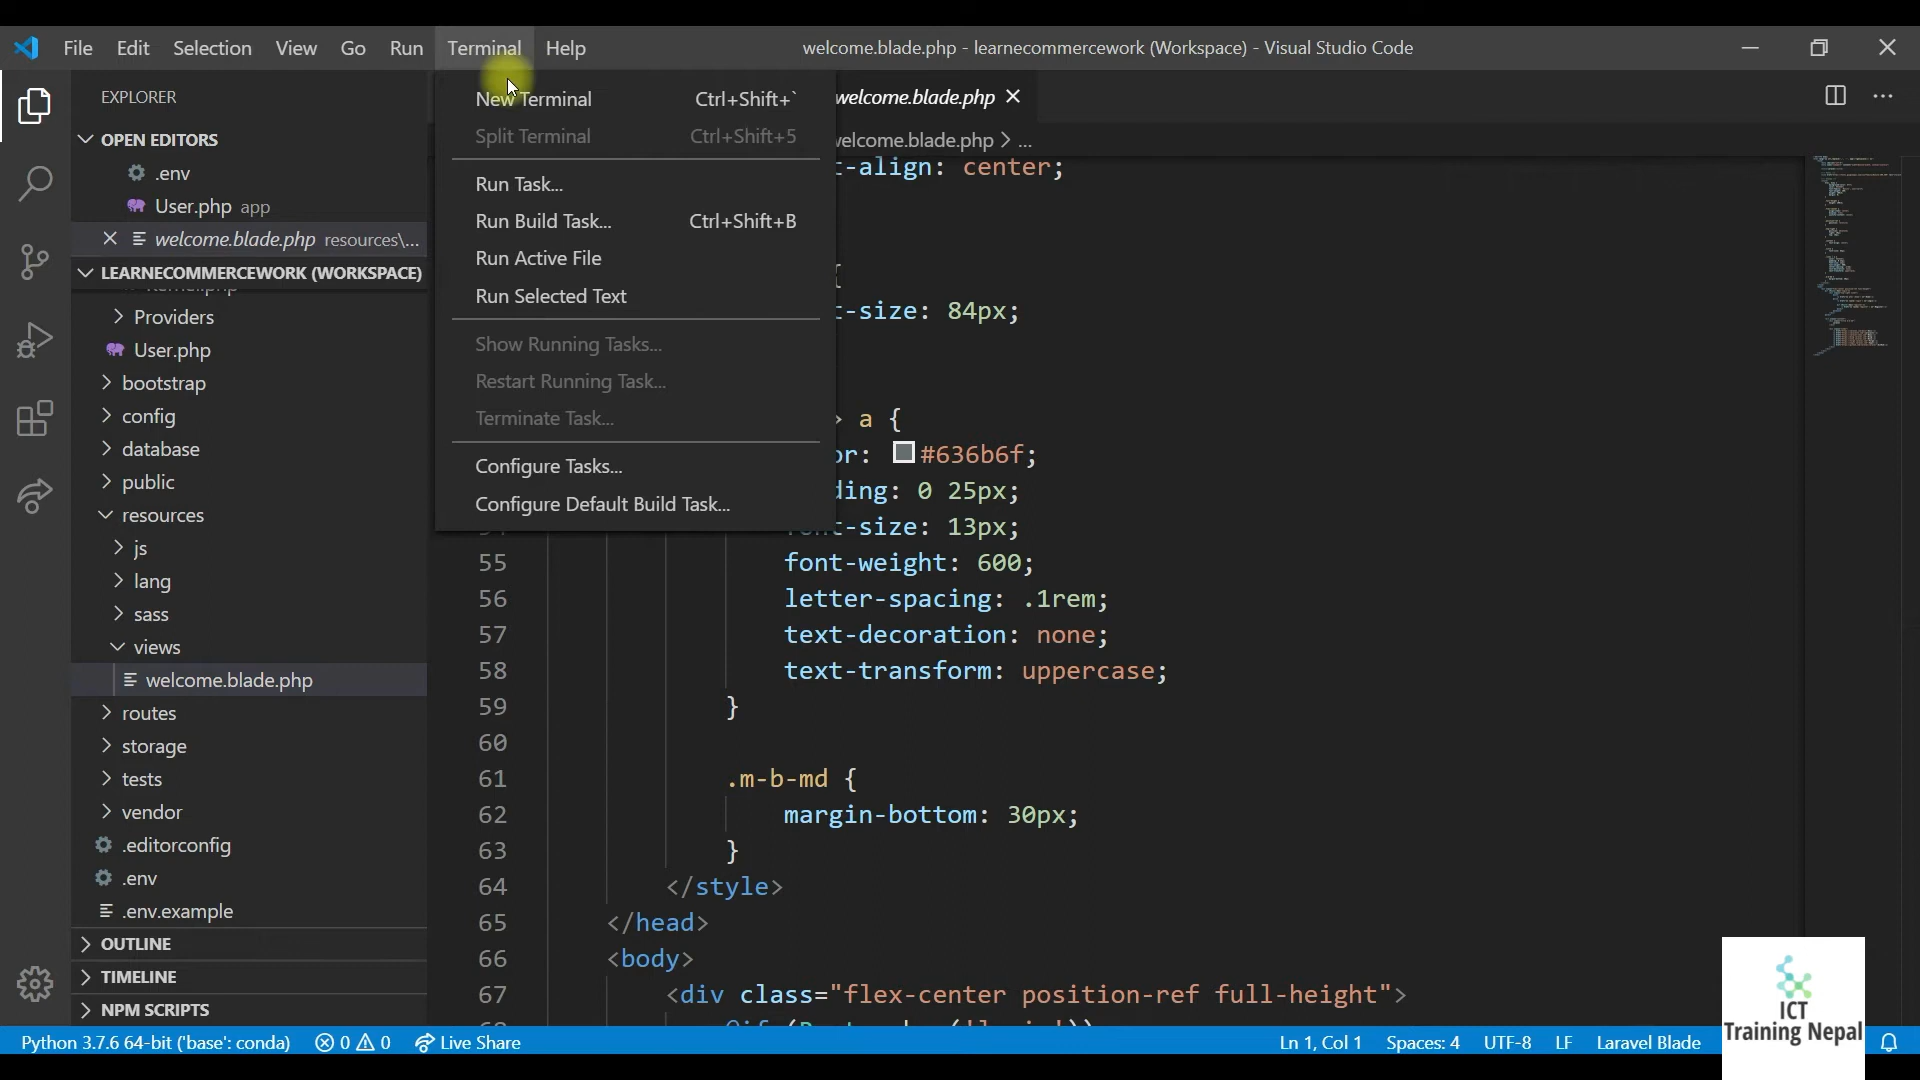 File Edit Selection View Go Run Terminal Help
welcome.blade.php - learnecommercework (Workspace) - Visual Studio Code
EXPLORER
OPEN EDITORS
.env
User.php app
welcome.blade.php resources\...
LEARNECOMMERCEWORK (WORKSPACE)
Providers
User.php
bootstrap
config
database
public
resources
js
lang
sass
views
welcome.blade.php
routes
storage
tests
vendor
.editorconfig
.env
.env.example
OUTLINE
TIMELINE
NPM SCRIPTS
New Terminal Ctrl+Shift+`
Split Terminal Ctrl+Shift+5
Run Task...
Run Build Task... Ctrl+Shift+B
Run Active File
Run Selected Text
Show Running Tasks...
Restart Running Task...
Terminate Task...
Configure Tasks...
Configure Default Build Task...
welcome.blade.php
elcome.blade.php > ...
-align: center;
{
-size: 84px;
> a {
or: #636b6f;
ding: 0 25px;
-size: 13px;
55 font-weight: 600;
56 letter-spacing: .1rem;
57 text-decoration: none;
58 text-transform: uppercase;
59 }
60
61 .m-b-md {
62 margin-bottom: 30px;
63 }
64 </style>
65 </head>
66 <body>
67 <div class="flex-center position-ref full-height">
Python 3.7.6 64-bit ('base': conda) 0 0 Live Share
Ln 1, Col 1 Spaces: 4 UTF-8 LF Laravel Blade
ICT
Training Nepal